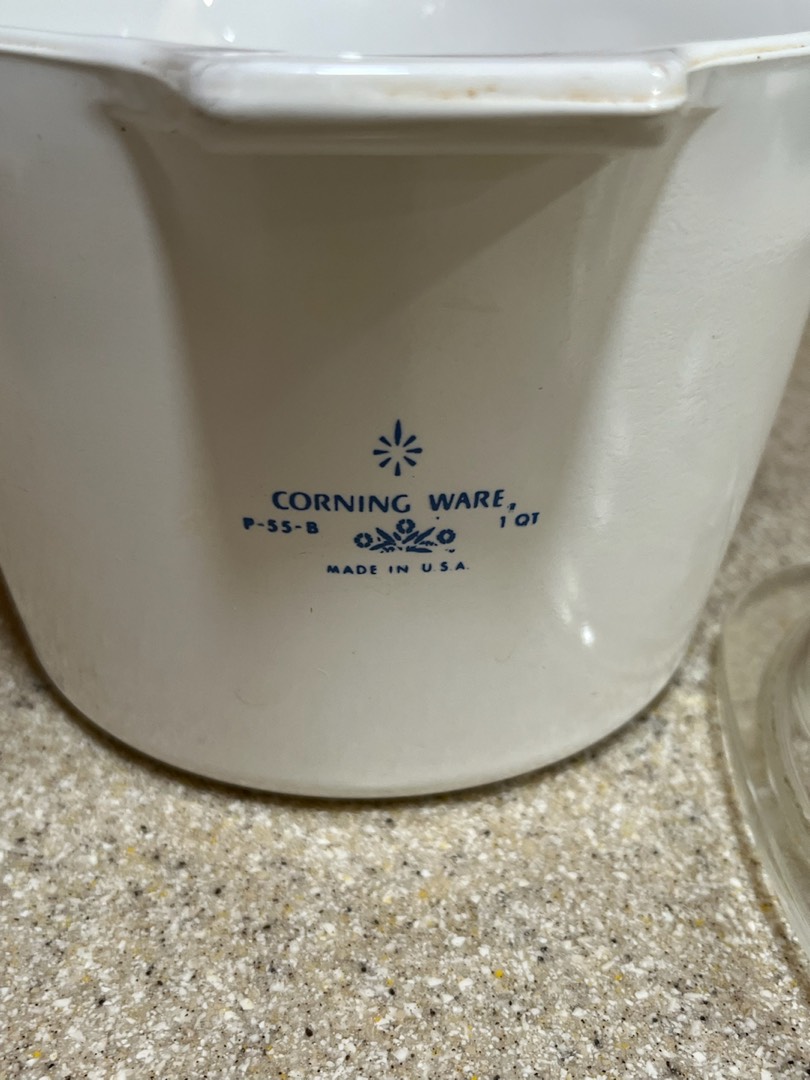 CORNING WARE®
P-55-B 1 QT
MADE IN U.S.A.